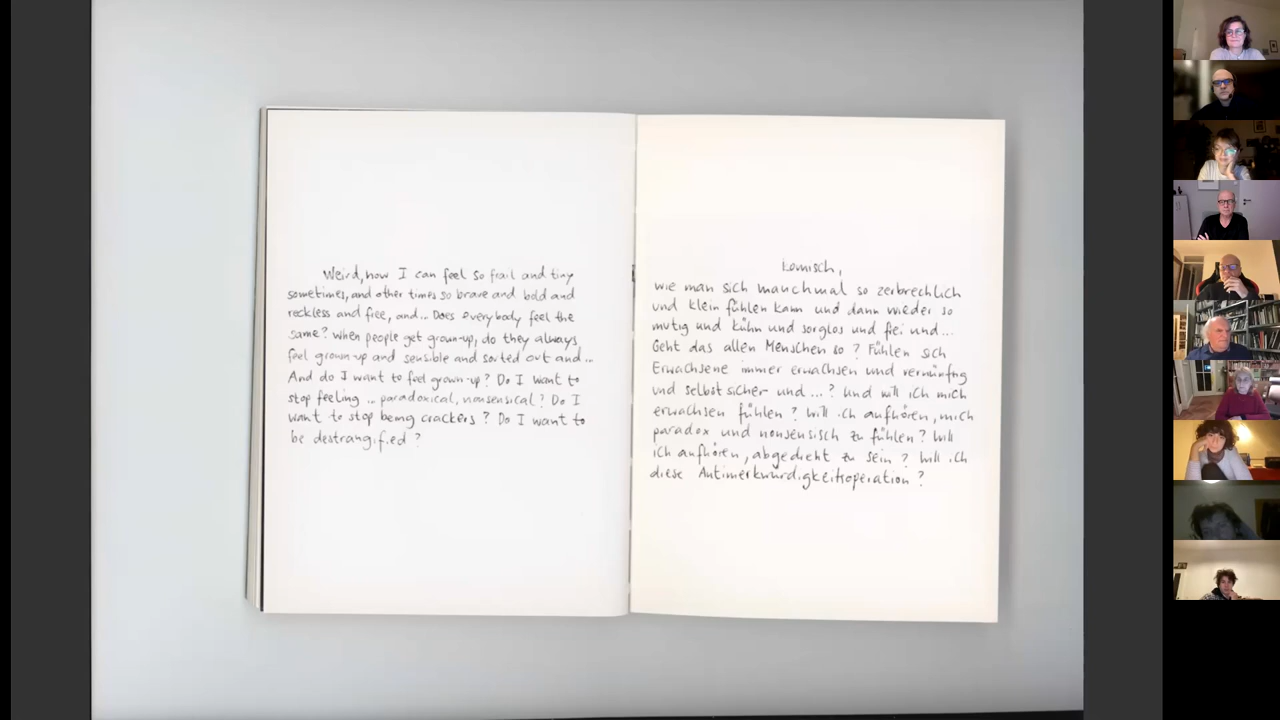 Weird, how I can feel so frail and tiny
sometimes, and other times so brave and bold and
reckless and free, and... Does everybody feel the
same? When people get grown-up, do they always
feel grown-up and sensible and sorted out and...
And do I want to feel grown-up? Do I want to
stop feeling ... paradoxical, nonsensical? Do I
want to stop being crackers? Do I want to
be destrangified?
komisch,
wie man sich manchmal so zerbrechlich
und klein fühlen kann und dann wieder so
mutig und kühn und sorglos und frei und...
Geht das allen Menschen so? Fühlen sich
Erwachsene immer erwachsen und vernünftig
und selbstsicher und...? Und will ich mich
erwachsen fühlen? Will ich aufhören, mich
paradox und nonsensisch zu fühlen? Will
ich aufhören, abgedreht zu sein? Will ich
diese Antimerkwürdigkeitsoperation?